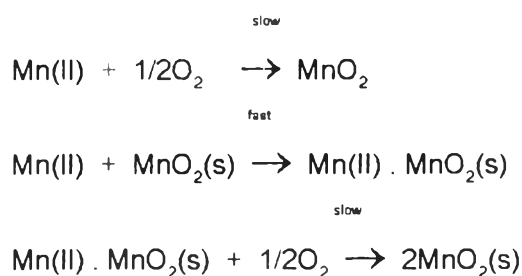 slow
Mn(II) + 1/2O₂ → MnO₂
fast
Mn(II) + MnO₂(s) → Mn(II) . MnO₂(s)
slow
Mn(II) . MnO₂(s) + 1/2O₂ → 2MnO₂(s)